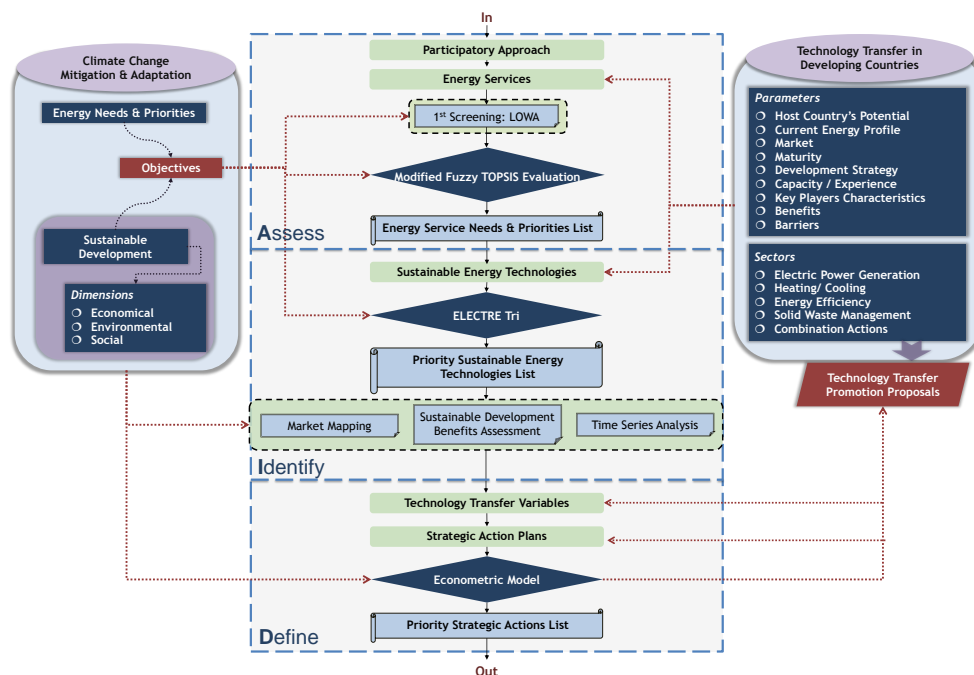 In
Climate Change
Mitigation & Adaptation
Energy Needs & Priorities
Objectives
Sustainable
Development
Dimensions
❍ Economical
❍ Environmental
❍ Social
Participatory Approach
Energy Services
1st Screening: LOWA
Modified Fuzzy TOPSIS Evaluation
Energy Service Needs & Priorities List
Assess
Sustainable Energy Technologies
ELECTRE Tri
Priority Sustainable Energy
Technologies List
Market Mapping
Sustainable Development
Benefits Assessment
Time Series Analysis
Identify
Technology Transfer Variables
Strategic Action Plans
Econometric Model
Priority Strategic Actions List
Define
Out
Technology Transfer in
Developing Countries
Parameters
❍ Host Country's Potential
❍ Current Energy Profile
❍ Market
❍ Maturity
❍ Development Strategy
❍ Capacity / Experience
❍ Key Players Characteristics
❍ Benefits
❍ Barriers
Sectors
❍ Electric Power Generation
❍ Heating/ Cooling
❍ Energy Efficiency
❍ Solid Waste Management
❍ Combination Actions
Technology Transfer
Promotion Proposals